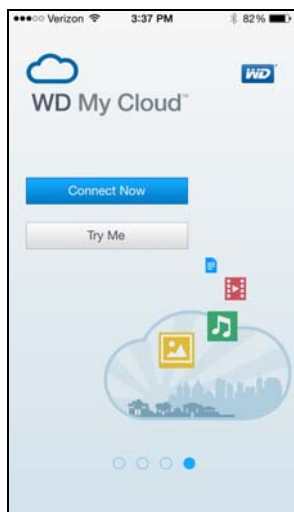 Verizon 3:37 PM 82%
WD
WD My Cloud™
Connect Now
Try Me